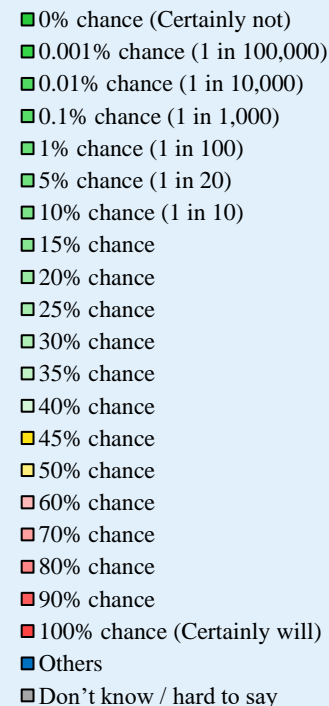 0% chance (Certainly not)
0.001% chance (1 in 100,000)
0.01% chance (1 in 10,000)
0.1% chance (1 in 1,000)
1% chance (1 in 100)
5% chance (1 in 20)
10% chance (1 in 10)
15% chance
20% chance
25% chance
30% chance
35% chance
40% chance
45% chance
50% chance
60% chance
70% chance
80% chance
90% chance
100% chance (Certainly will)
Others
Don’t know / hard to say